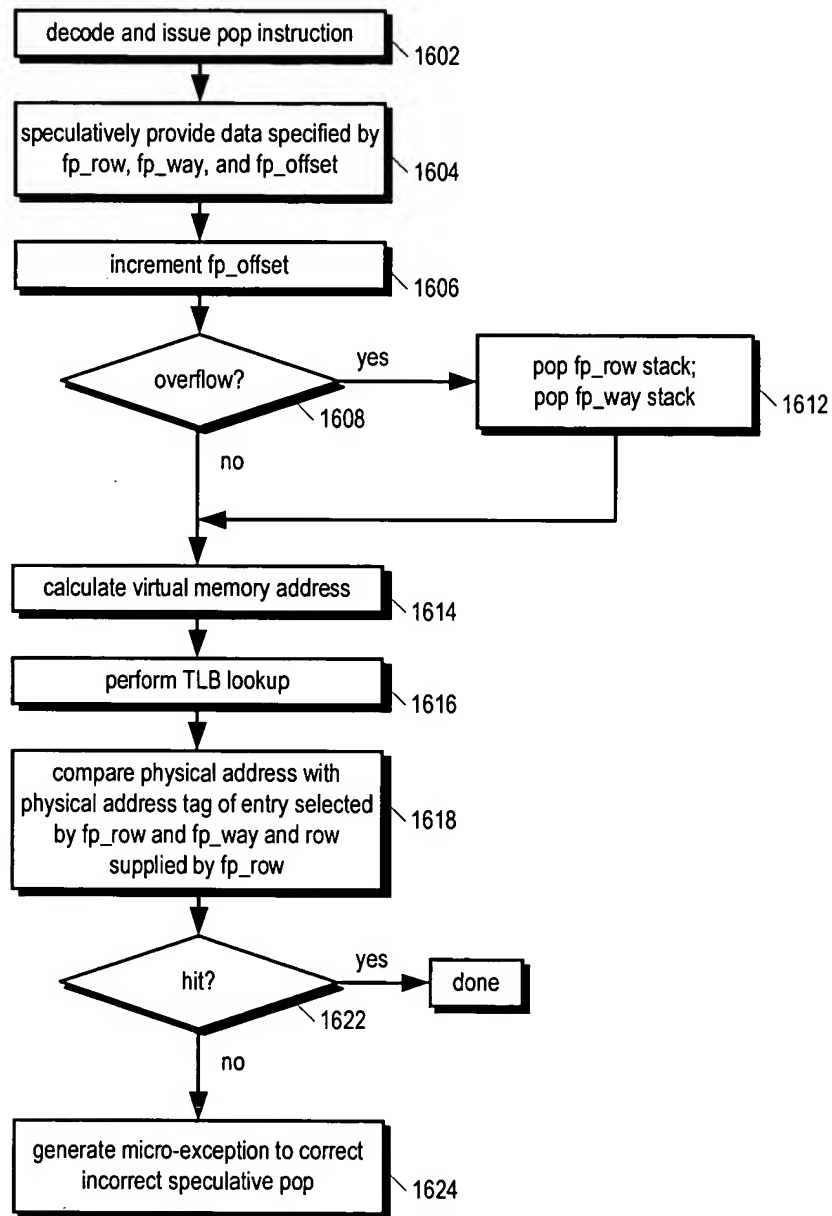 decode and issue pop instruction
1602
speculatively provide data specified by
fp_row, fp_way, and fp_offset
1604
increment fp_offset
1606
overflow?
1608
yes
pop fp_row stack;
pop fp_way stack
1612
no
calculate virtual memory address
1614
perform TLB lookup
1616
compare physical address with
physical address tag of entry selected
by fp_row and fp_way and row
supplied by fp_row
1618
hit?
1622
yes
done
no
generate micro-exception to correct
incorrect speculative pop
1624